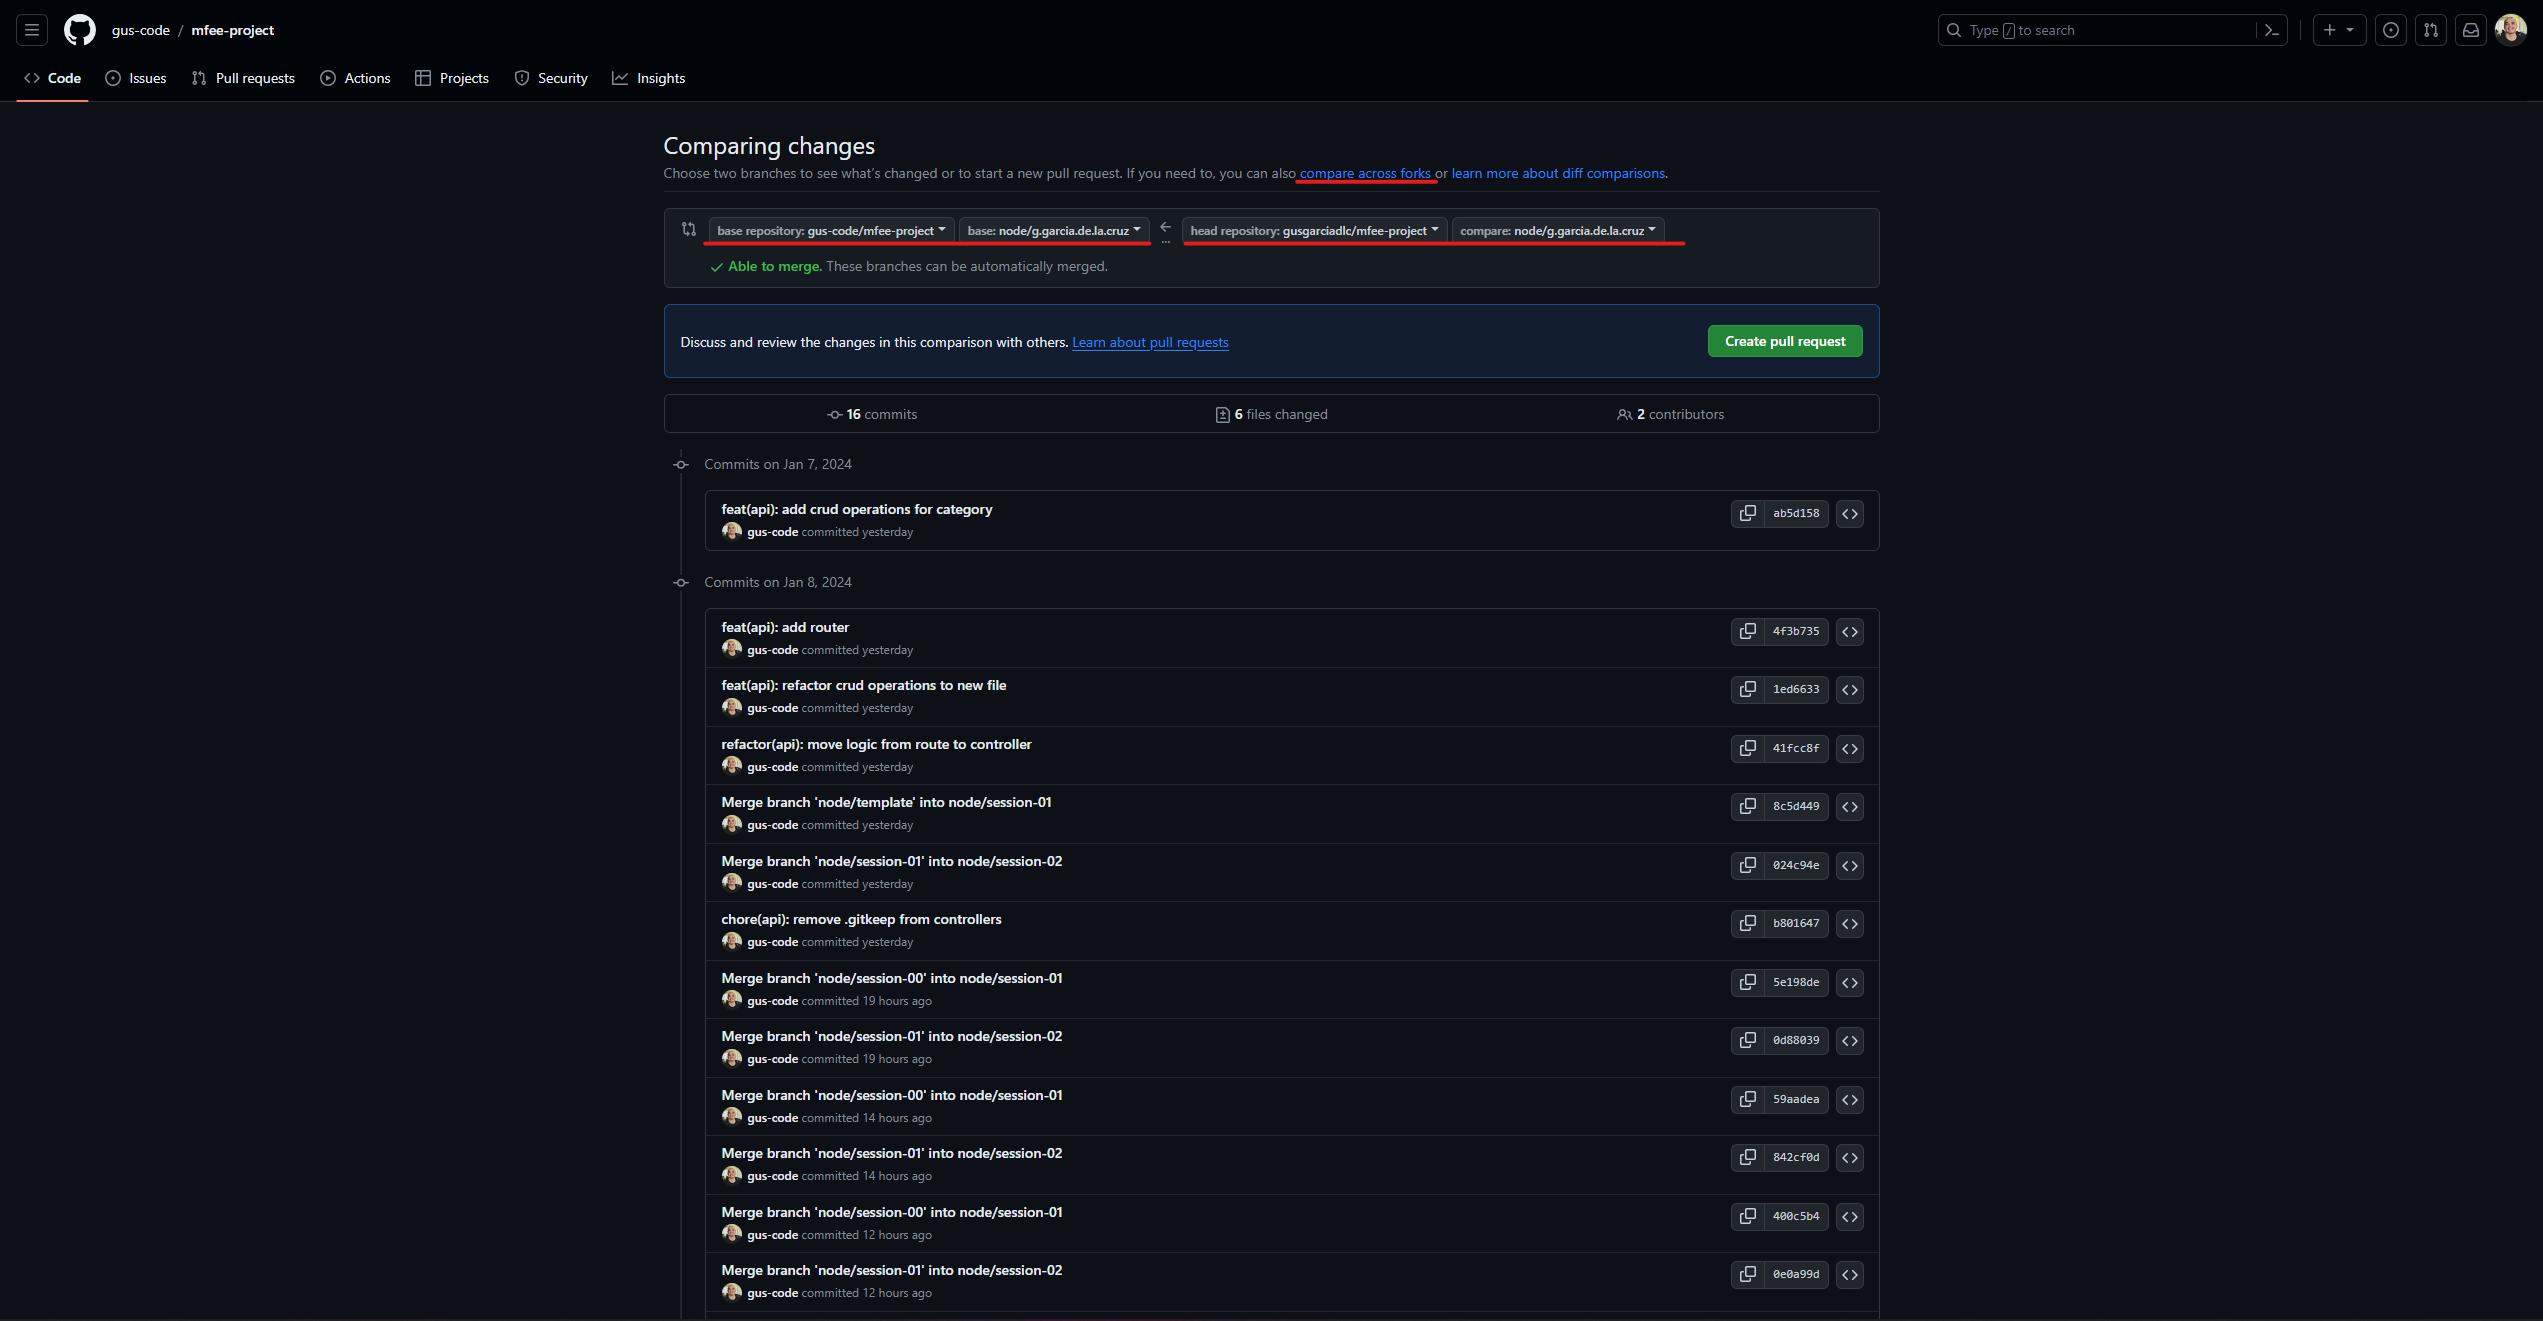 gus-code / mfee-project
Type / to search
Code Issues Pull requests Actions Projects Security Insights
Comparing changes
Choose two branches to see what's changed or to start a new pull request. If you need to, you can also compare across forks or learn more about diff comparisons.
base repository: gus-code/mfee-project base: node/g.garcia.de.la.cruz ... head repository: gusgarciadlc/mfee-project compare: node/g.garcia.de.la.cruz
Able to merge. These branches can be automatically merged.
Discuss and review the changes in this comparison with others. Learn about pull requests
Create pull request
16 commits 6 files changed 2 contributors
Commits on Jan 7, 2024
feat(api): add crud operations for category
gus-code committed yesterday
ab5d158
Commits on Jan 8, 2024
feat(api): add router
gus-code committed yesterday
4f3b735
feat(api): refactor crud operations to new file
gus-code committed yesterday
1ed6633
refactor(api): move logic from route to controller
gus-code committed yesterday
41fcc8f
Merge branch 'node/template' into node/session-01
gus-code committed yesterday
8c5d449
Merge branch 'node/session-01' into node/session-02
gus-code committed yesterday
024c94e
chore(api): remove .gitkeep from controllers
gus-code committed yesterday
b801647
Merge branch 'node/session-00' into node/session-01
gus-code committed 19 hours ago
5e198de
Merge branch 'node/session-01' into node/session-02
gus-code committed 19 hours ago
0d88039
Merge branch 'node/session-00' into node/session-01
gus-code committed 14 hours ago
59aadea
Merge branch 'node/session-01' into node/session-02
gus-code committed 14 hours ago
842cf0d
Merge branch 'node/session-00' into node/session-01
gus-code committed 12 hours ago
400c5b4
Merge branch 'node/session-01' into node/session-02
gus-code committed 12 hours ago
0e0a99d